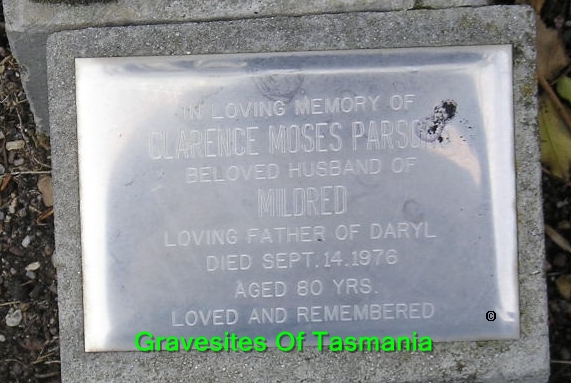 IN LOVING MEMORY OF
CLARENCE MOSES
BELOVED HUSBAND OF
MILDRED
LOVING FATHER OF DARYL
DIED SEPT. 14. 1976
AGED 80 YRS.
LOVED AND REMEMBERED
©
Gravesites Of Tasmania